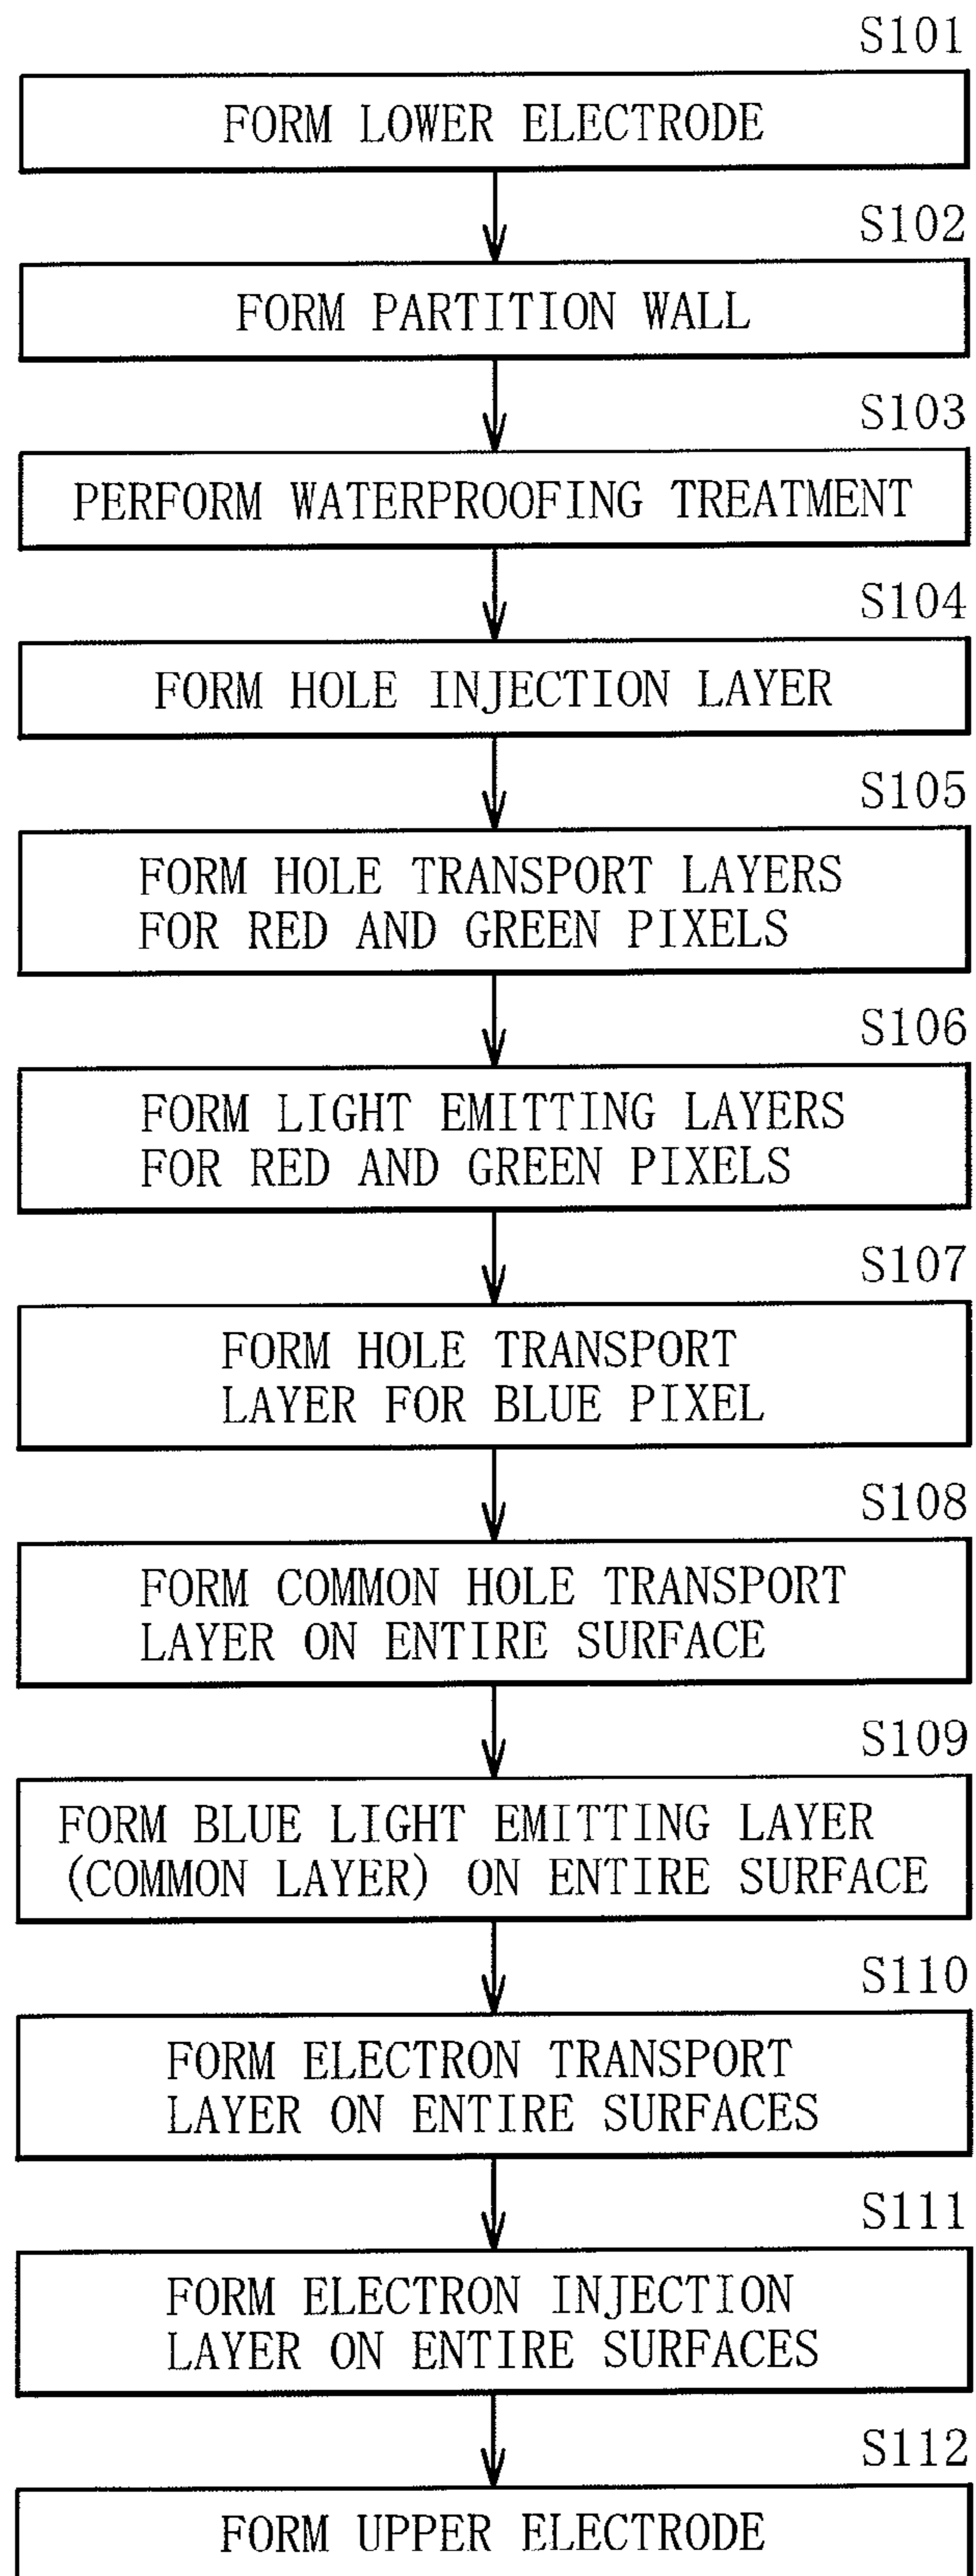 S101
FORM LOWER ELECTRODE
S102
FORM PARTITION WALL
S103
PERFORM WATERPROOFING TREATMENT
S104
FORM HOLE INJECTION LAYER
S105
FORM HOLE TRANSPORT LAYERS
FOR RED AND GREEN PIXELS
S106
FORM LIGHT EMITTING LAYERS
FOR RED AND GREEN PIXELS
S107
FORM HOLE TRANSPORT
LAYER FOR BLUE PIXEL
S108
FORM COMMON HOLE TRANSPORT
LAYER ON ENTIRE SURFACE
S109
FORM BLUE LIGHT EMITTING LAYER
(COMMON LAYER) ON ENTIRE SURFACE
S110
FORM ELECTRON TRANSPORT
LAYER ON ENTIRE SURFACES
S111
FORM ELECTRON INJECTION
LAYER ON ENTIRE SURFACES
S112
FORM UPPER ELECTRODE